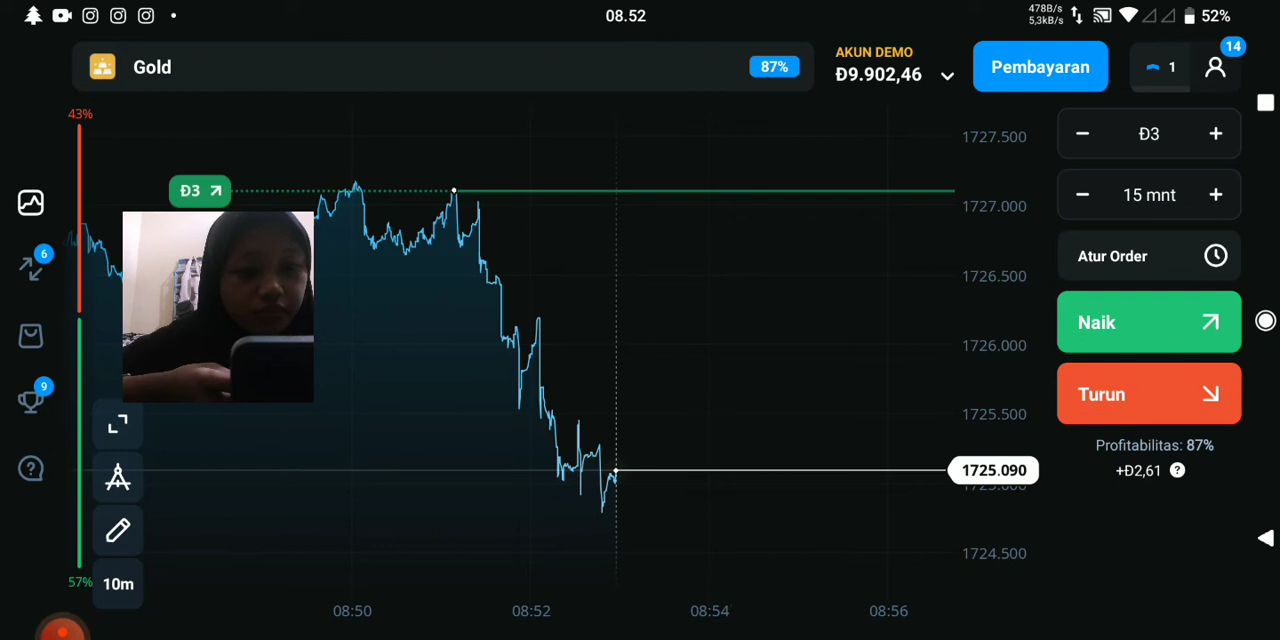 08.52
478B/s
5,3kB/s
52%
Gold
87%
AKUN DEMO
Đ9.902,46
Pembayaran
1
14
43%
Đ3
6
9
57%
10m
1727.500
1727.000
1726.500
1726.000
1725.500
1725.090
1724.500
08:50
08:52
08:54
08:56
Đ3
15 mnt
Atur Order
Naik
Turun
Profitabilitas: 87%
+Đ2,61